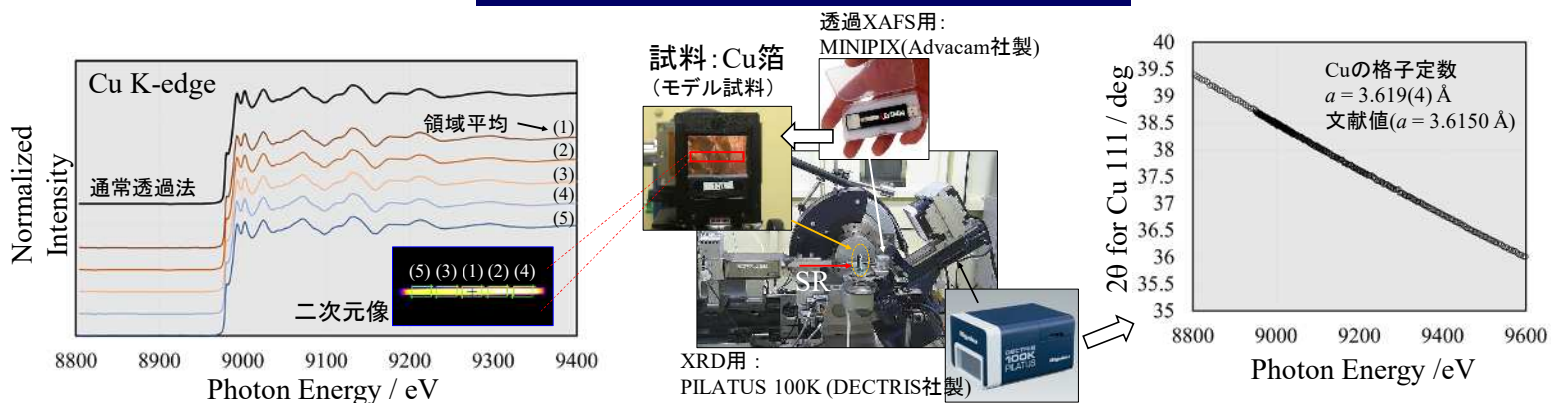 Cu K-edge
領域平均
(1)
(2)
(3)
(4)
(5)
通常透過法
(5) (3) (1) (2) (4)
二次元像
Normalized
Intensity
8800 8900 9000 9100 9200 9300 9400
Photon Energy / eV
透過XAFS用:
MINIPIX(Advacam社製)
試料:Cu箔
(モデル試料)
SR
XRD用:
PILATUS 100K (DECTRIS社製)
DECTRIS
100K
PILATUS
Cuの格子定数
a = 3.619(4) Å
文献値(a = 3.6150 Å)
2θ for Cu 111 / deg
40
39.5
39
38.5
38
37.5
37
36.5
36
35.5
35
8800 9000 9200 9400 9600
Photon Energy /eV